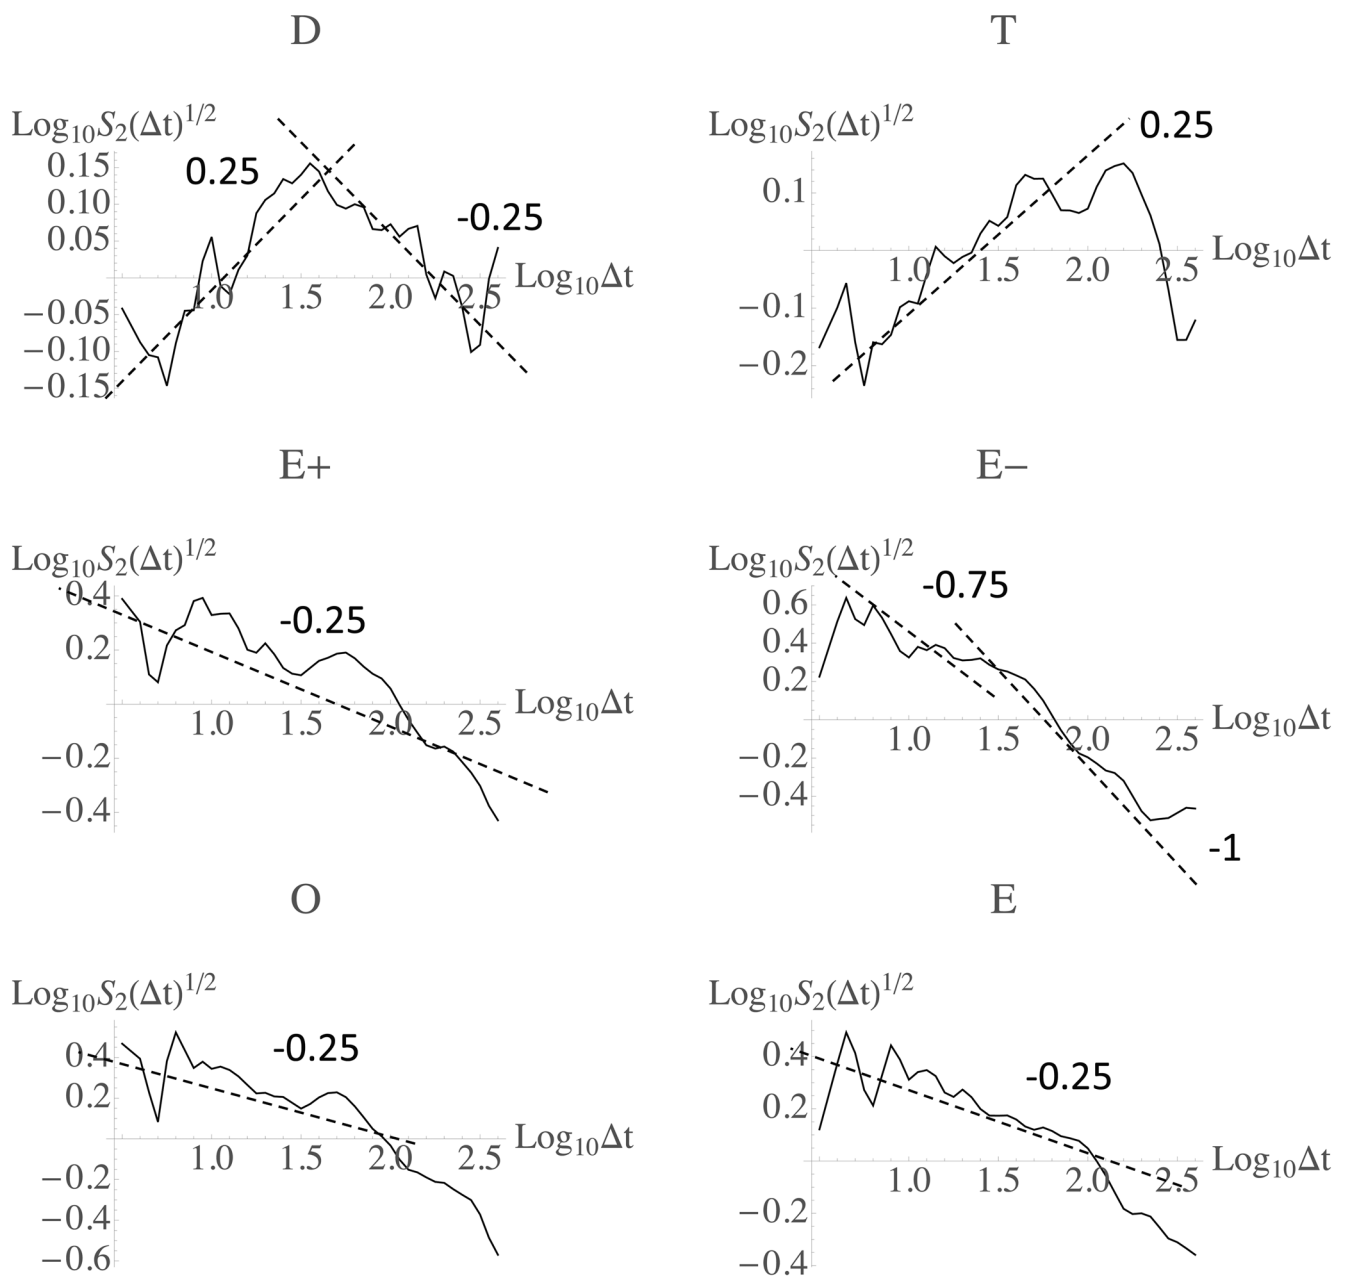 D
Log₁₀S₂(Δt)^1/2
0.15
0.10
0.05
−0.05
−0.10
−0.15
1.0 1.5 2.0 2.5
Log₁₀Δt
0.25
-0.25
T
Log₁₀S₂(Δt)^1/2
0.1
−0.1
−0.2
1.0 1.5 2.0 2.5
Log₁₀Δt
0.25
E+
Log₁₀S₂(Δt)^1/2
0.4
0.2
−0.2
−0.4
1.0 1.5 2.0 2.5
Log₁₀Δt
-0.25
E−
Log₁₀S₂(Δt)^1/2
0.6
0.4
0.2
−0.2
−0.4
1.0 1.5 2.0 2.5
Log₁₀Δt
-0.75
-1
O
Log₁₀S₂(Δt)^1/2
0.4
0.2
−0.2
−0.4
−0.6
1.0 1.5 2.0 2.5
Log₁₀Δt
-0.25
E
Log₁₀S₂(Δt)^1/2
0.4
0.2
−0.2
−0.4
1.0 1.5 2.0 2.5
Log₁₀Δt
-0.25